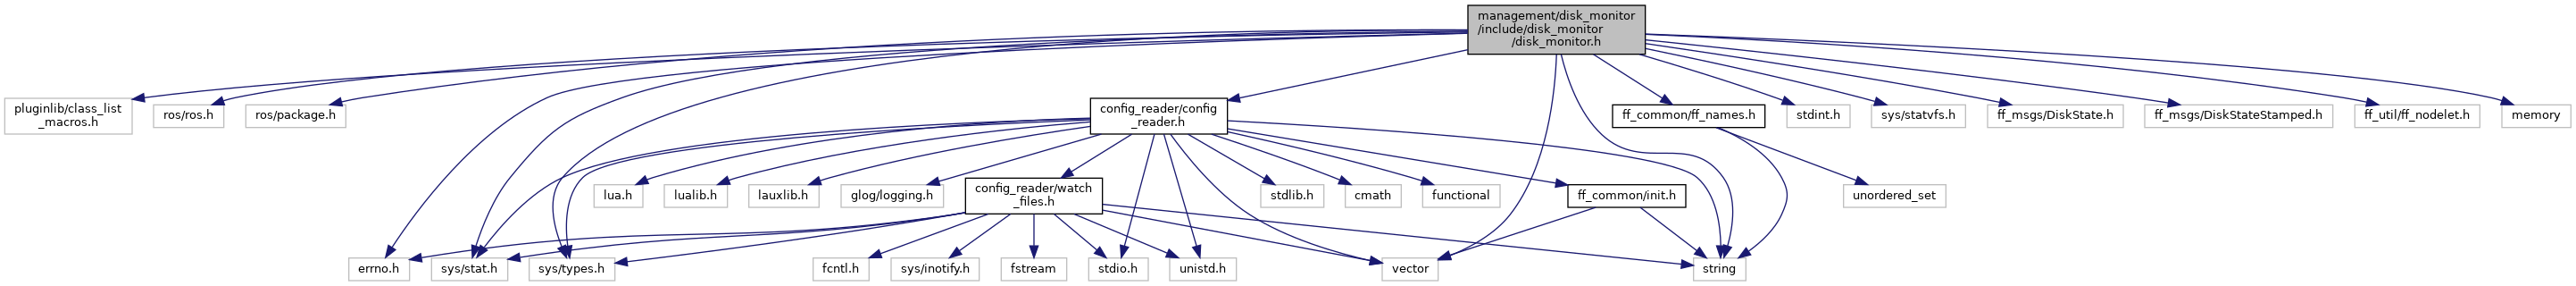 management/disk_monitor
/include/disk_monitor
/disk_monitor.h
pluginlib/class_list
_macros.h
ros/ros.h
ros/package.h
config_reader/config
_reader.h
ff_common/ff_names.h
stdint.h
sys/statvfs.h
ff_msgs/DiskState.h
ff_msgs/DiskStateStamped.h
ff_util/ff_nodelet.h
memory
lua.h
lualib.h
lauxlib.h
glog/logging.h
config_reader/watch
_files.h
stdlib.h
cmath
functional
ff_common/init.h
unordered_set
errno.h
sys/stat.h
sys/types.h
fcntl.h
sys/inotify.h
fstream
stdio.h
unistd.h
vector
string